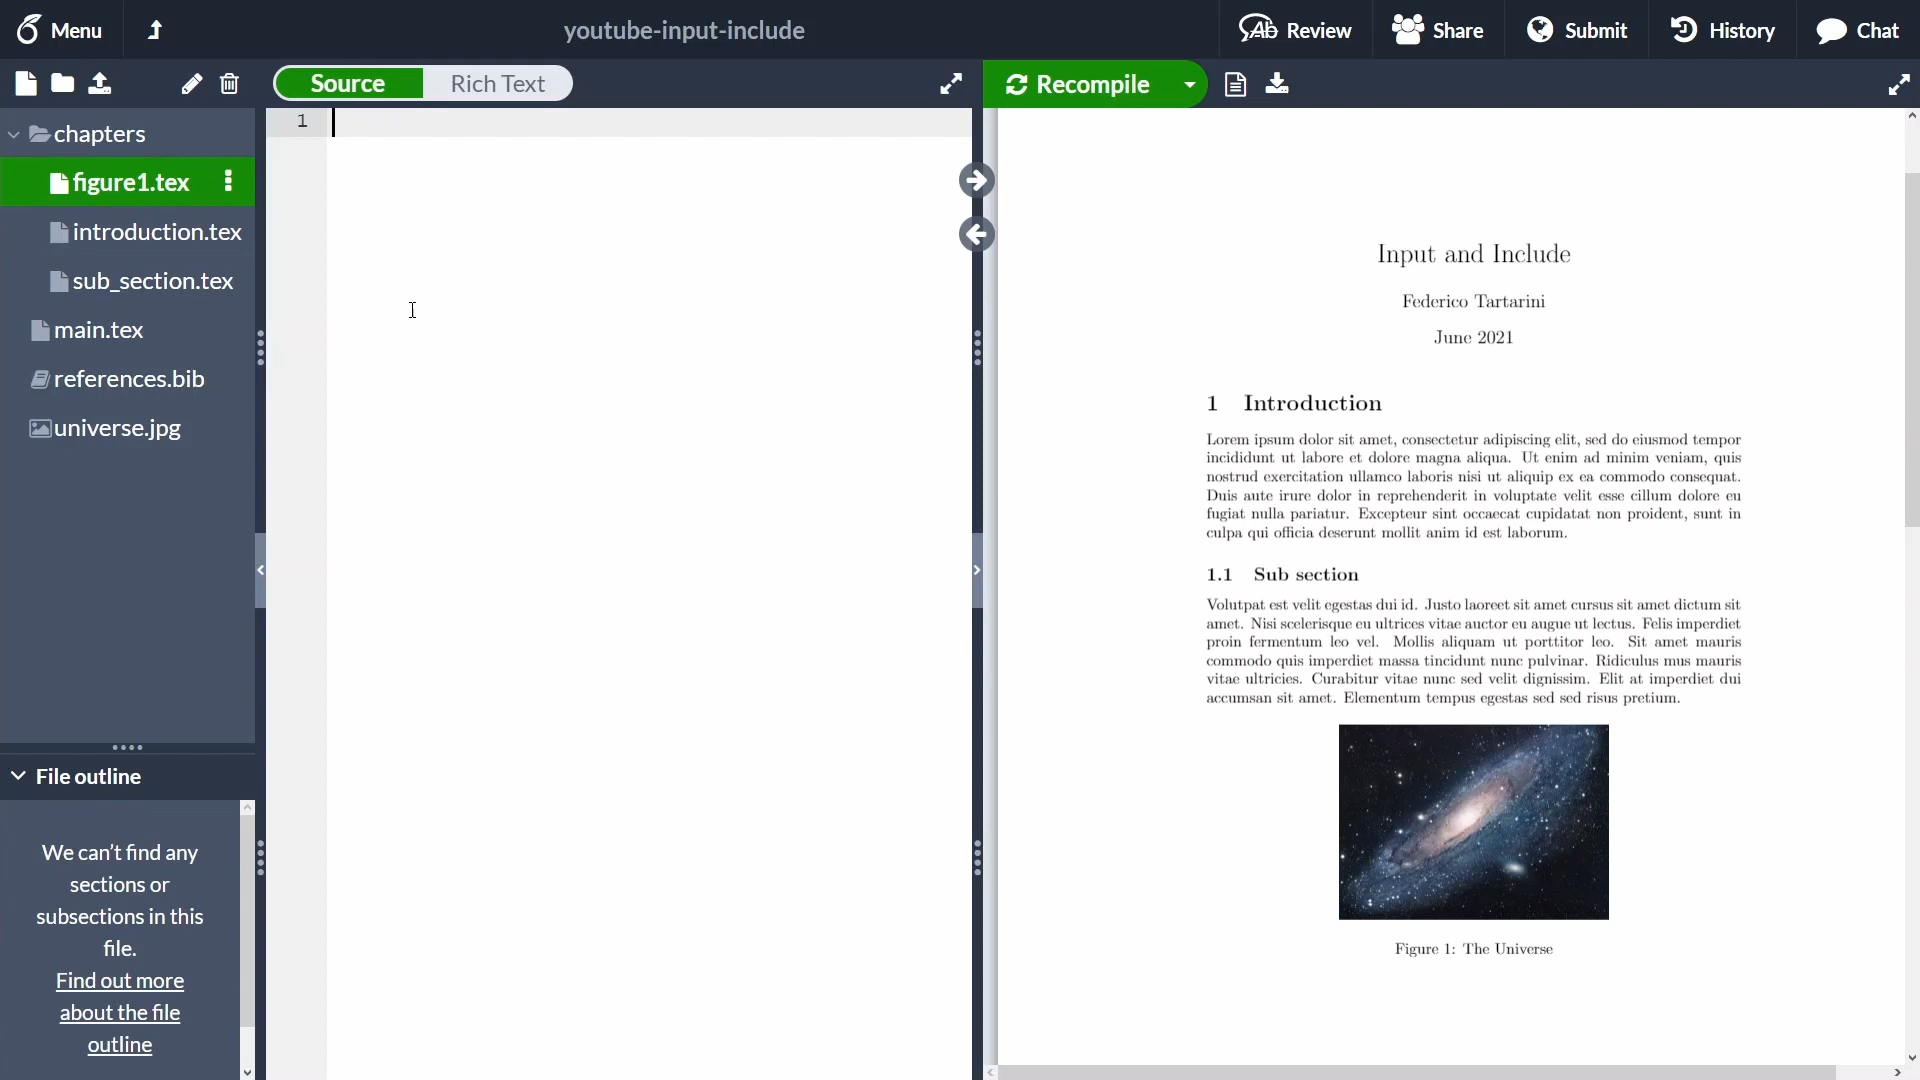 Menu
youtube-input-include
Ab Review
Share
Submit
History
Chat
Source
Rich Text
Recompile
chapters
figure1.tex
introduction.tex
sub_section.tex
main.tex
references.bib
universe.jpg
File outline
We can't find any
sections or
subsections in this
file.
Find out more
about the file
outline
1
Input and Include
Federico Tartarini
June 2021
1 Introduction
Lorem ipsum dolor sit amet, consectetur adipiscing elit, sed do eiusmod tempor
incididunt ut labore et dolore magna aliqua. Ut enim ad minim veniam, quis
nostrud exercitation ullamco laboris nisi ut aliquip ex ea commodo consequat.
Duis aute irure dolor in reprehenderit in voluptate velit esse cillum dolore eu
fugiat nulla pariatur. Excepteur sint occaecat cupidatat non proident, sunt in
culpa qui officia deserunt mollit anim id est laborum.
1.1 Sub section
Volutpat est velit egestas dui id. Justo laoreet sit amet cursus sit amet dictum sit
amet. Nisi scelerisque eu ultrices vitae auctor eu augue ut lectus. Felis imperdiet
proin fermentum leo vel. Mollis aliquam ut porttitor leo. Sit amet mauris
commodo quis imperdiet massa tincidunt nunc pulvinar. Ridiculus mus mauris
vitae ultricies. Curabitur vitae nunc sed velit dignissim. Elit at imperdiet dui
accumsan sit amet. Elementum tempus egestas sed sed risus pretium.
Figure 1: The Universe